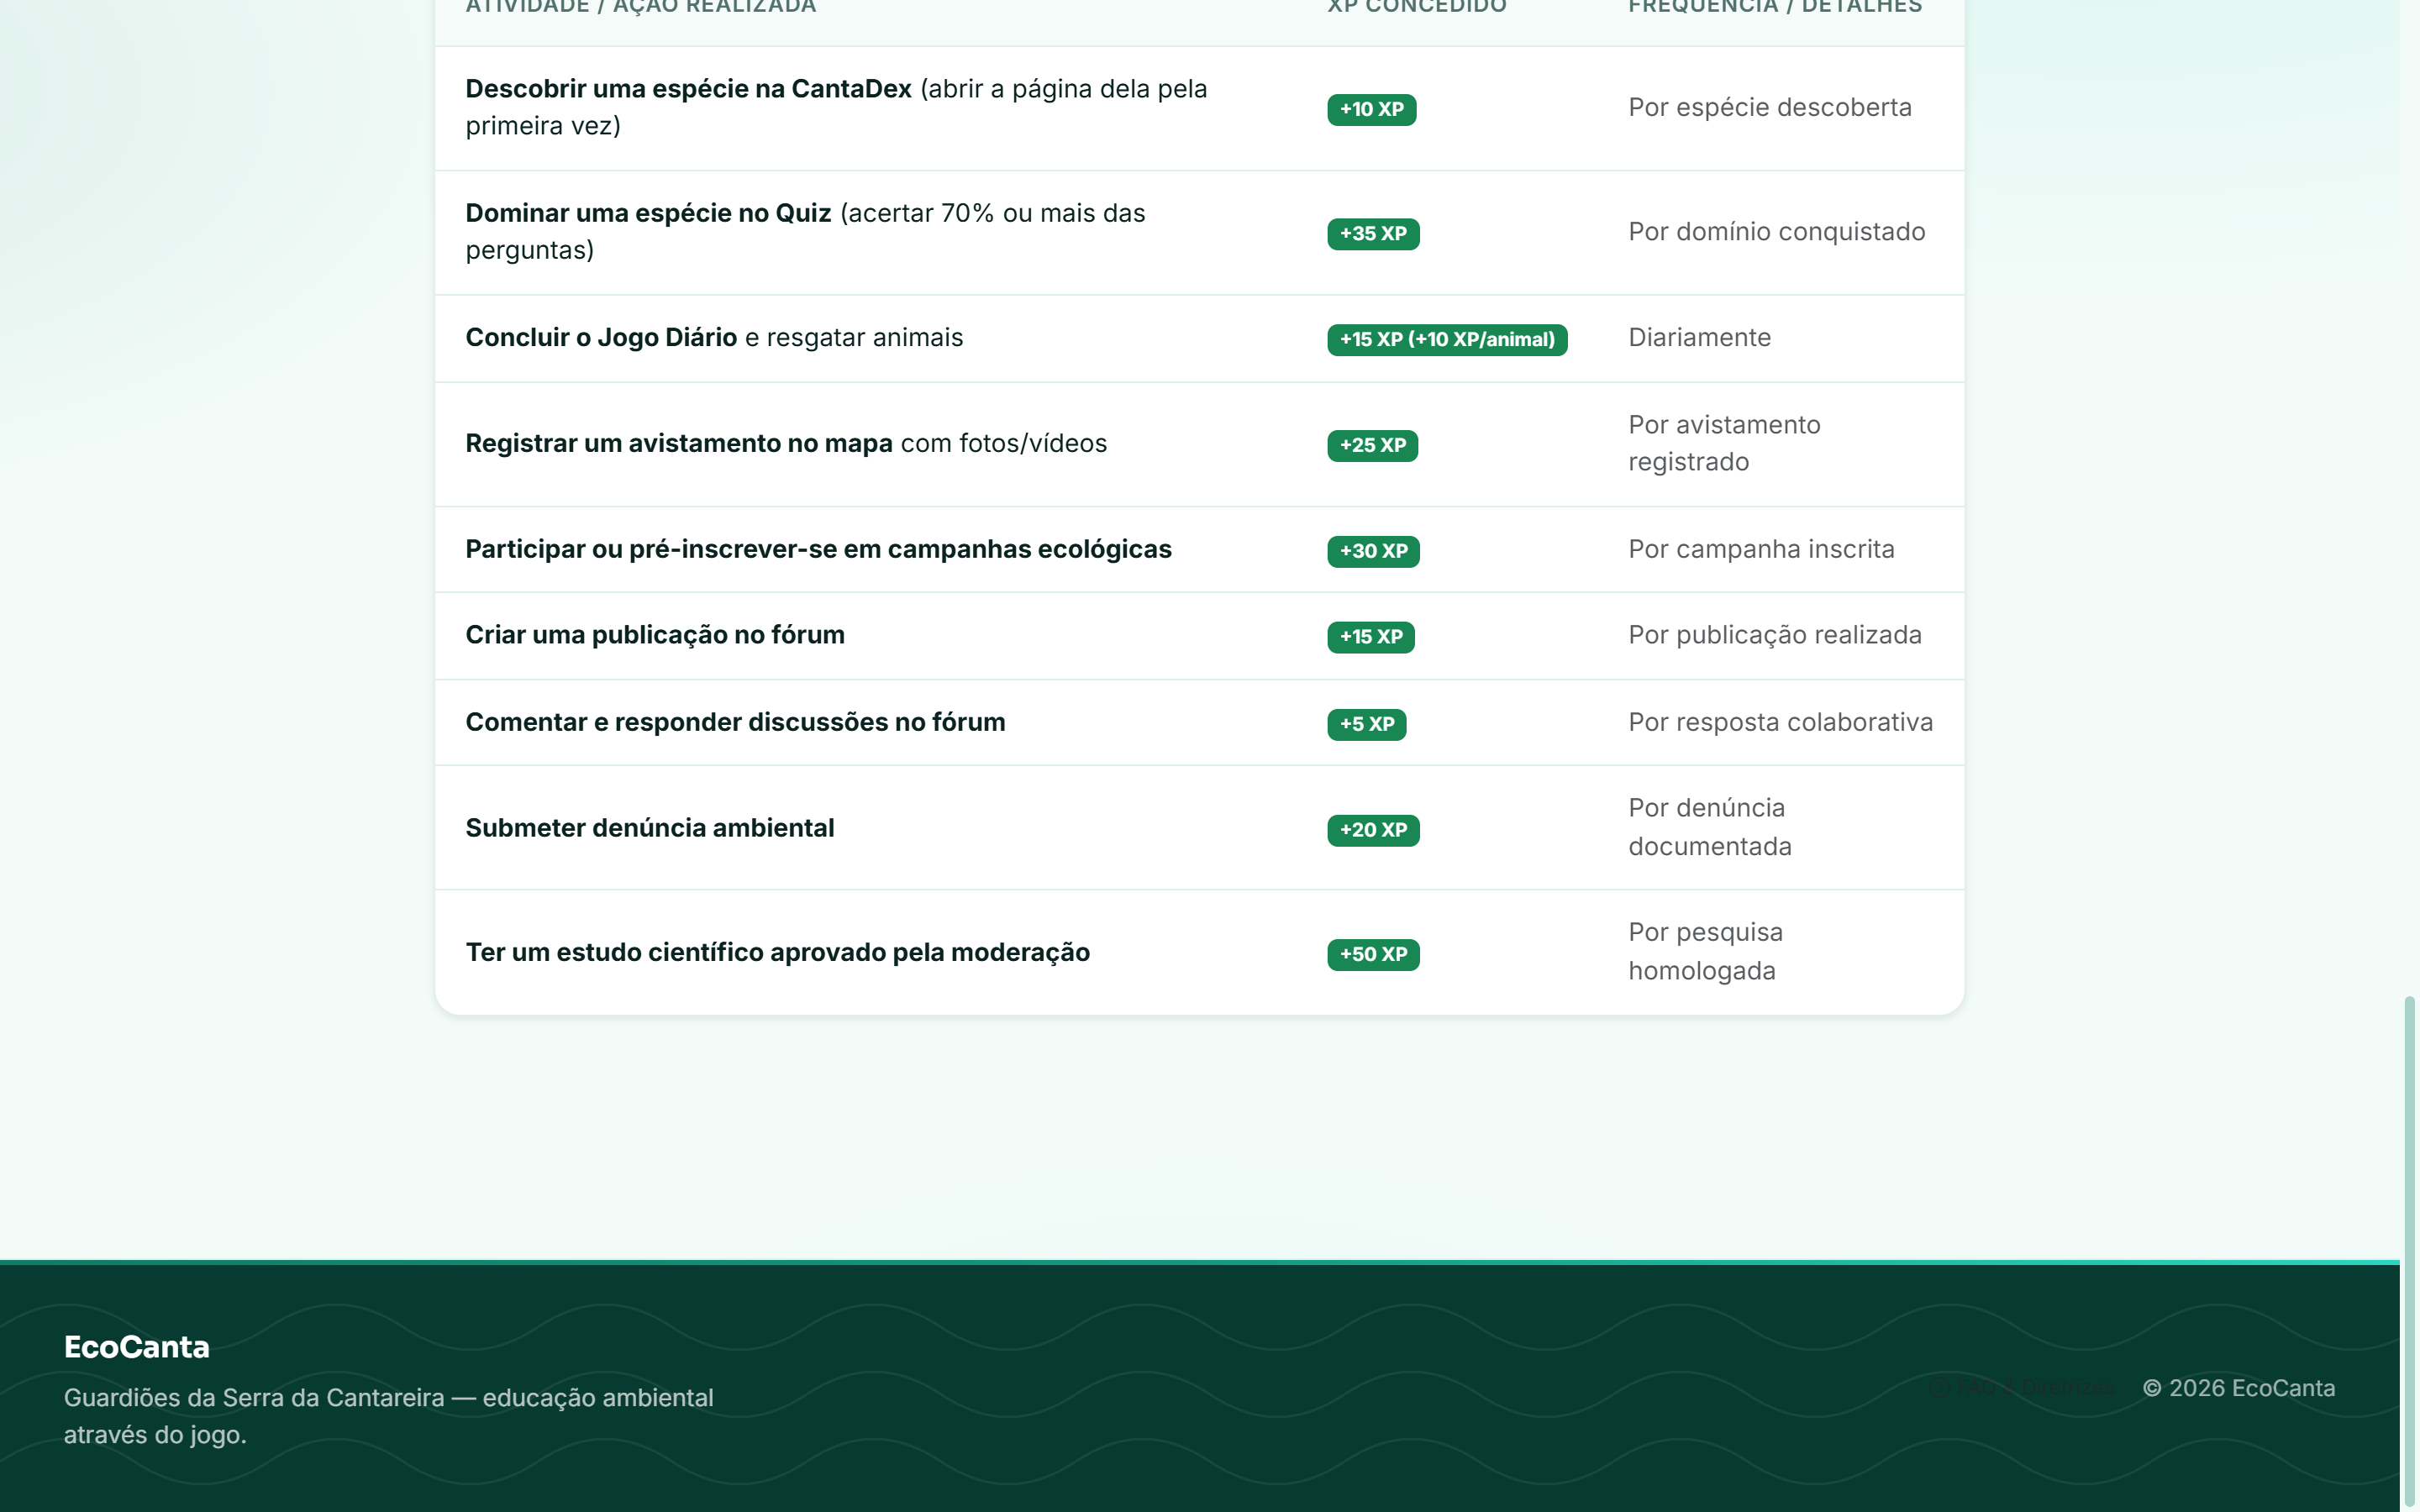 ATIVIDADE / AÇÃO REALIZADA XP CONCEDIDO FREQUÊNCIA / DETALHES
Descobrir uma espécie na CantaDex (abrir a página dela pela
primeira vez)
+10 XP
Por espécie descoberta
Dominar uma espécie no Quiz (acertar 70% ou mais das
perguntas)
+35 XP
Por domínio conquistado
Concluir o Jogo Diário e resgatar animais
+15 XP (+10 XP/animal)
Diariamente
Registrar um avistamento no mapa com fotos/vídeos
+25 XP
Por avistamento
registrado
Participar ou pré-inscrever-se em campanhas ecológicas
+30 XP
Por campanha inscrita
Criar uma publicação no fórum
+15 XP
Por publicação realizada
Comentar e responder discussões no fórum
+5 XP
Por resposta colaborativa
Submeter denúncia ambiental
+20 XP
Por denúncia
documentada
Ter um estudo científico aprovado pela moderação
+50 XP
Por pesquisa
homologada
EcoCanta
Guardiões da Serra da Cantareira — educação ambiental
através do jogo.
FAQ & Diretrizes
© 2026 EcoCanta